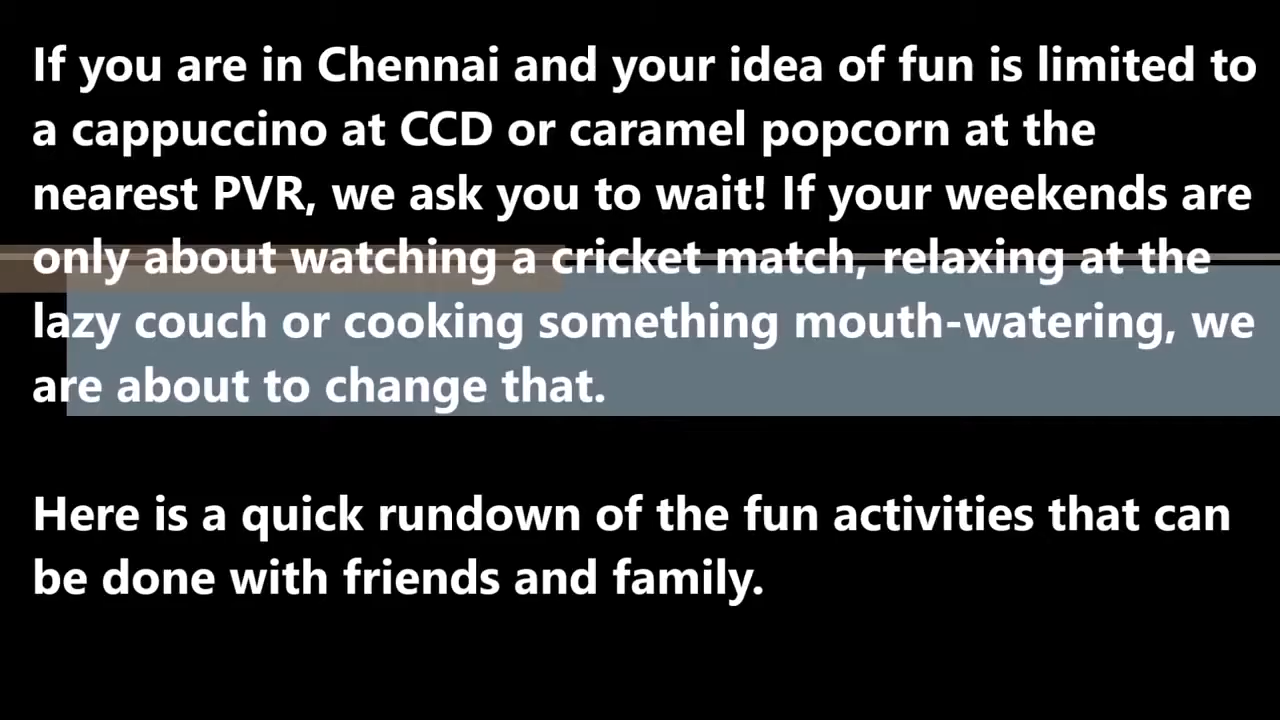 If you are in Chennai and your idea of fun is limited to
a cappuccino at CCD or caramel popcorn at the
nearest PVR, we ask you to wait! If your weekends are
only about watching a cricket match, relaxing at the
lazy couch or cooking something mouth-watering, we
are about to change that.
Here is a quick rundown of the fun activities that can
be done with friends and family.